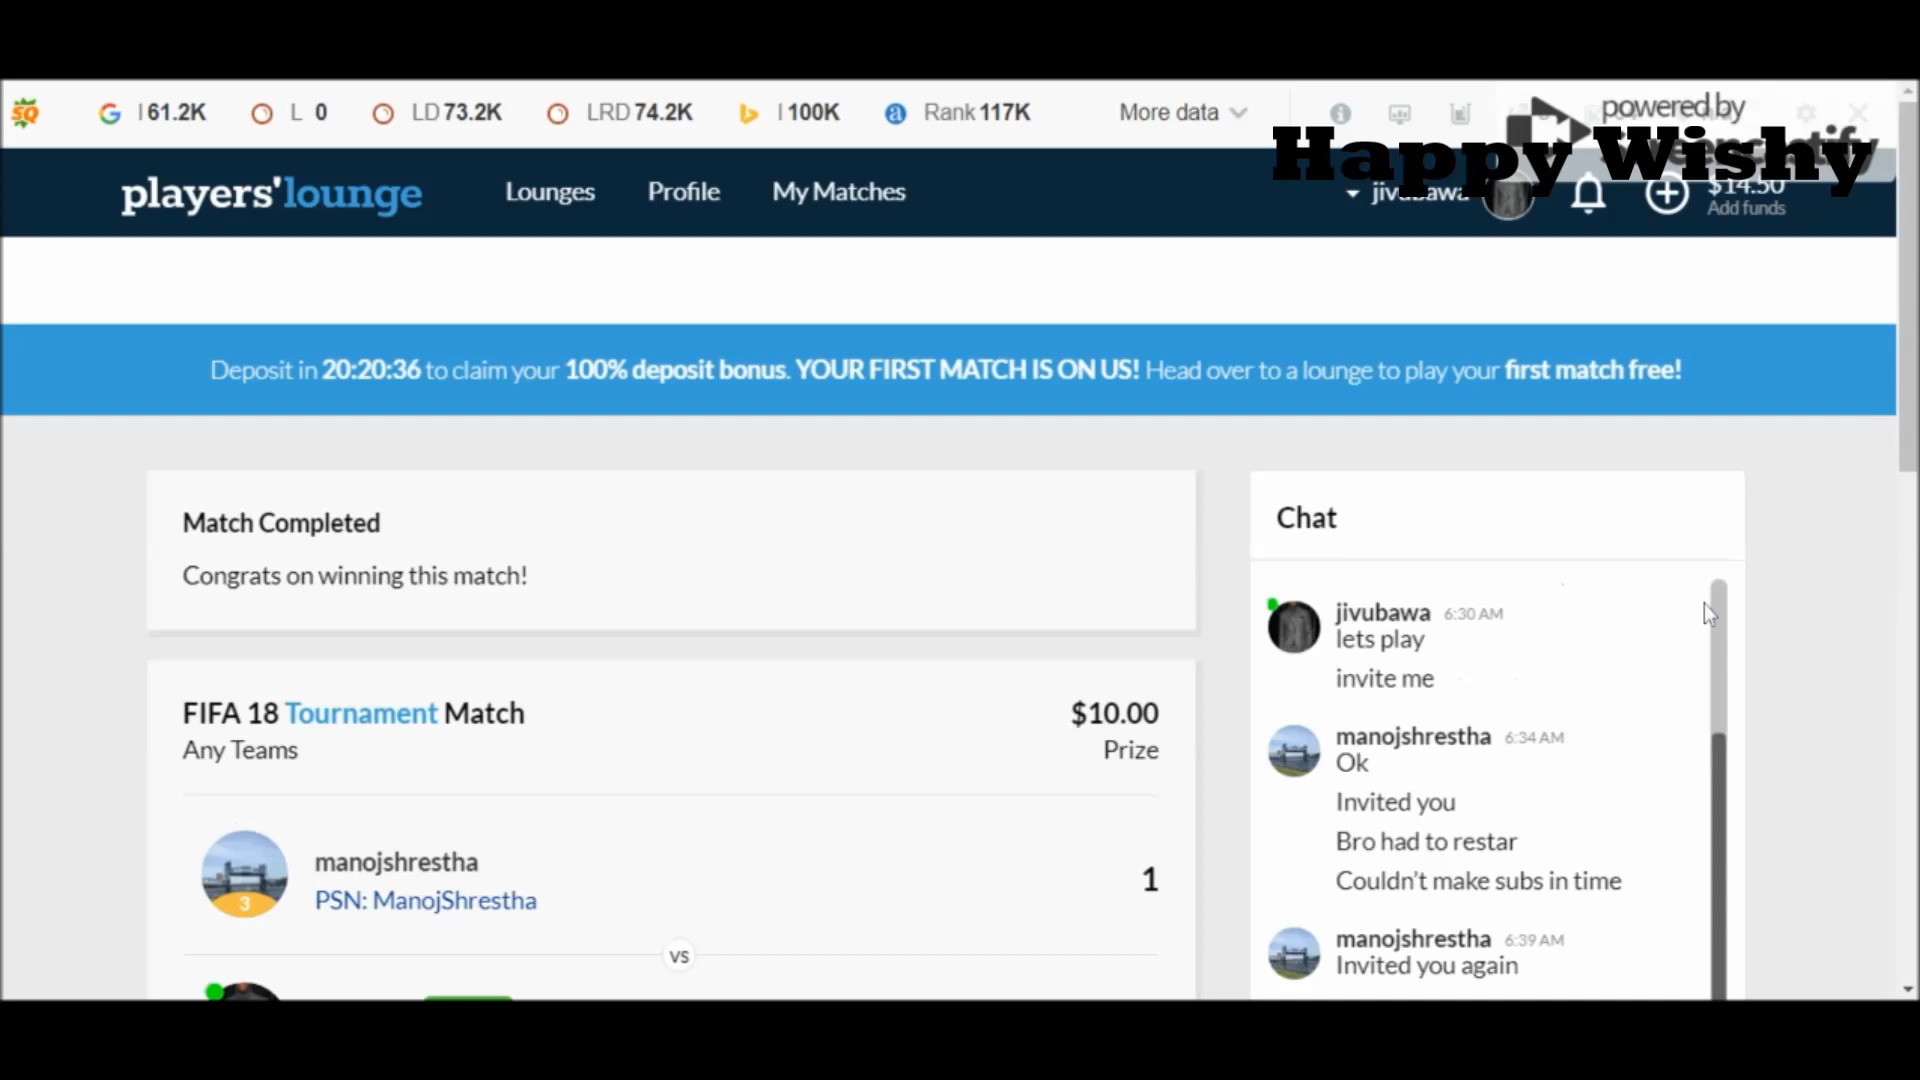 SQ I 61.2K L 0 LD 73.2K LRD 74.2K I 100K a Rank 117K More data
powered by
Happy Wishy
players'lounge Lounges Profile My Matches jivubawa $14.50
Add funds
Deposit in 20:20:36 to claim your 100% deposit bonus. YOUR FIRST MATCH IS ON US! Head over to a lounge to play your first match free!
Match Completed
Congrats on winning this match!
FIFA 18 Tournament Match $10.00
Any Teams Prize
3
manojshrestha
PSN: ManojShrestha
1
vs
Chat
jivubawa 6:30 AM
lets play
invite me
manojshrestha 6:34 AM
Ok
Invited you
Bro had to restar
Couldn't make subs in time
manojshrestha 6:39 AM
Invited you again